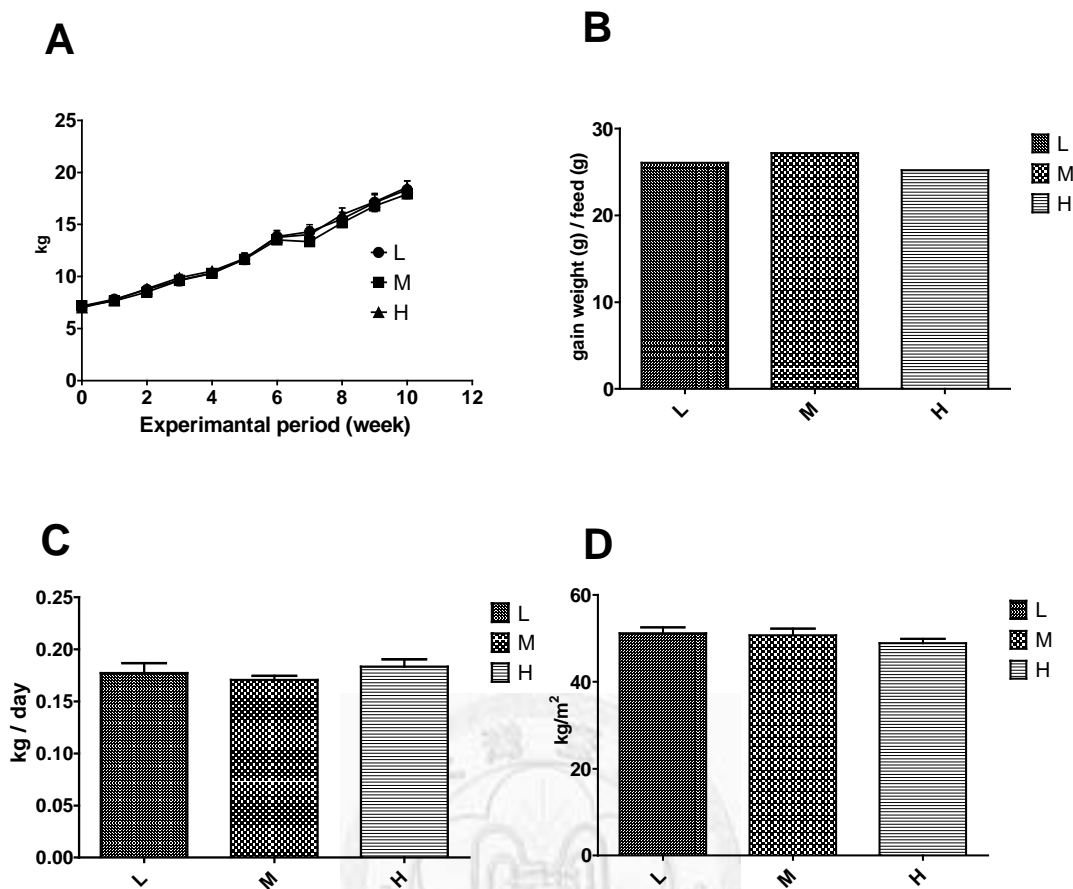 A
25
20
15
10
5
0
kg
0 2 4 6 8 10 12
Experimantal period (week)
L
M
H
B
30
20
10
0
gain weight (g) / feed (g)
L M H
L
M
H
C
0.25
0.20
0.15
0.10
0.05
0.00
kg / day
L M H
L
M
H
D
60
40
20
0
kg/m²
L M H
L
M
H